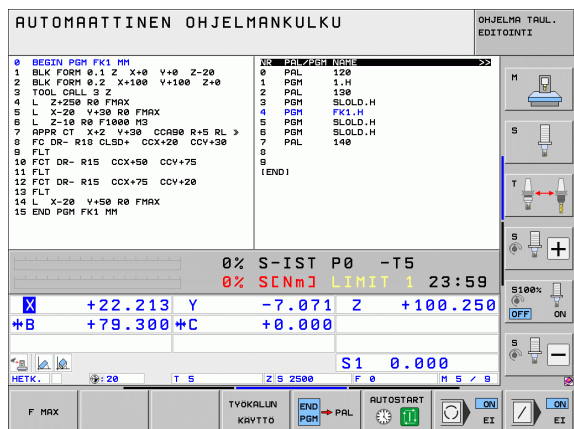 AUTOMAATTINEN OHJELMANKULKU
OHJELMA TAUL.
EDITOINTI
0 BEGIN PGM FK1 MM
1 BLK FORM 0.1 Z X+0 Y+0 Z-20
2 BLK FORM 0.2 X+100 Y+100 Z+0
3 TOOL CALL 3 Z
4 L Z+250 R0 FMAX
5 L X-20 Y+30 R0 FMAX
6 L Z-10 R0 F1000 M3
7 APPR CT X+2 Y+30 CCA90 R+5 RL »
8 FC DR- R18 CLSD+ CCX+20 CCY+30
9 FLT
10 FCT DR- R15 CCX+50 CCY+75
11 FLT
12 FCT DR- R15 CCX+75 CCY+20
13 FLT
14 L X-20 Y+50 R0 FMAX
15 END PGM FK1 MM
NR PAL/PGM NAME >>
0 PAL 120
1 PGM 1.H
2 PAL 130
3 PGM SLOLD.H
4 PGM FK1.H
5 PGM SLOLD.H
6 PGM SLOLD.H
7 PAL 140
8
9
[END]
0% S-IST P0 -T5
0% S[Nm] LIMIT 1 23:59
X +22.213 Y -7.071 Z +100.250
B +79.300 C +0.000
S1 0.000
HETK. : 20 T 5 Z S 2500 F 0 M 5 / 9
M
S
T
S
+
S100%
OFF ON
S
-
F MAX
TYÖKALUN
KÄYTTÖ
END
PGM
PAL
AUTOSTART
ON
EI
ON
EI